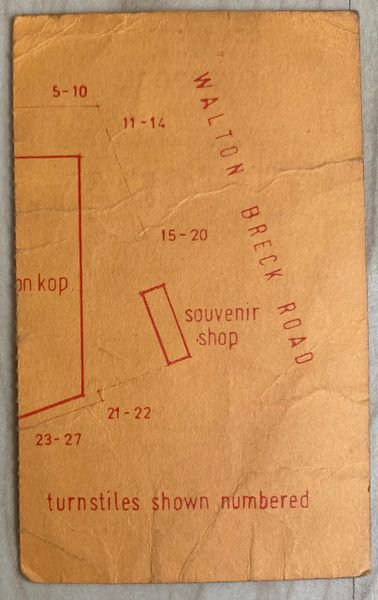 5-10
11-14
WALTON BRECK ROAD
15-20
on kop.
souvenir
shop
21-22
23-27
turnstiles shown numbered